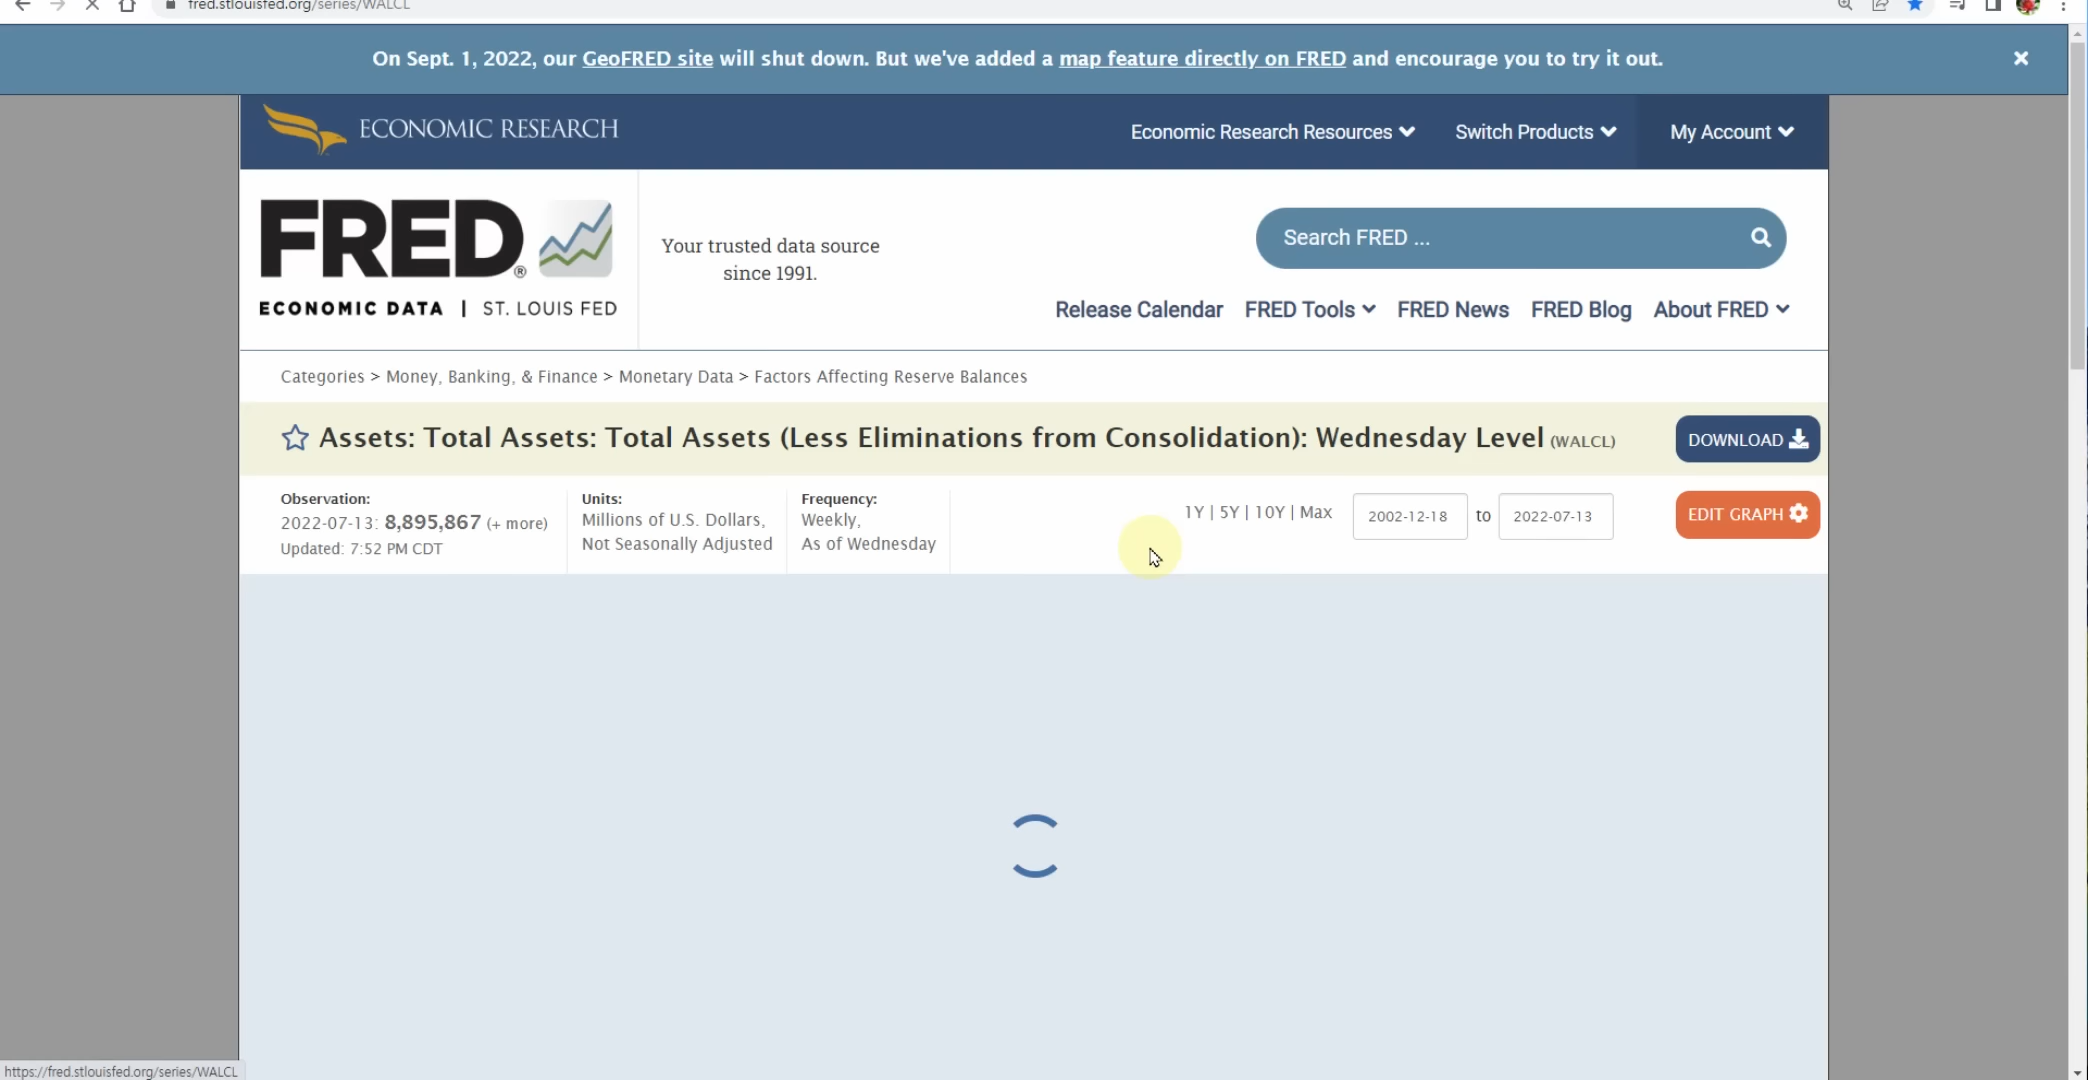 fred.stlouisfed.org/series/WALCL
On Sept. 1, 2022, our GeoFRED site will shut down. But we've added a map feature directly on FRED and encourage you to try it out.
ECONOMIC RESEARCH
Economic Research Resources
Switch Products
My Account
FRED®
Your trusted data source
since 1991.
Search FRED ...
ECONOMIC DATA | ST. LOUIS FED
Release Calendar
FRED Tools
FRED News
FRED Blog
About FRED
Categories > Money, Banking, & Finance > Monetary Data > Factors Affecting Reserve Balances
Assets: Total Assets: Total Assets (Less Eliminations from Consolidation): Wednesday Level (WALCL)
DOWNLOAD
Observation:
2022-07-13: 8,895,867 (+ more)
Updated: 7:52 PM CDT
Units:
Millions of U.S. Dollars,
Not Seasonally Adjusted
Frequency:
Weekly,
As of Wednesday
1Y | 5Y | 10Y | Max
2002-12-18 to 2022-07-13
EDIT GRAPH
https://fred.stlouisfed.org/series/WALCL